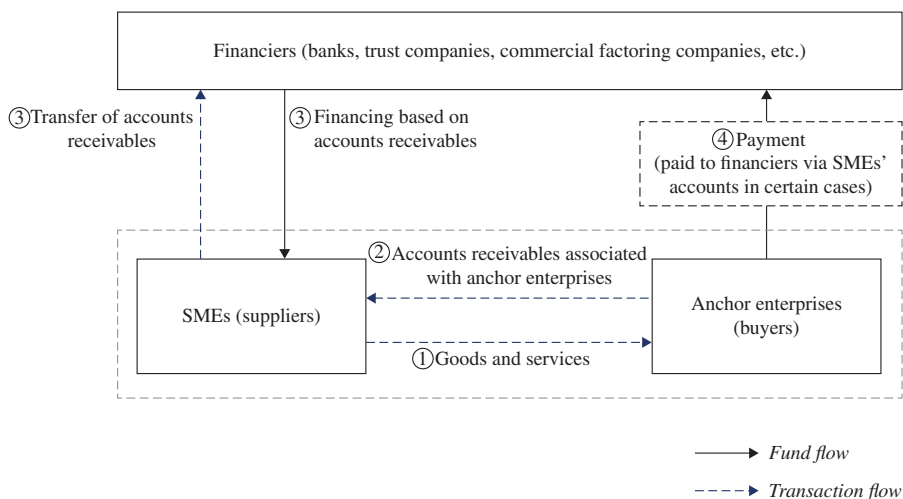 Financiers (banks, trust companies, commercial factoring companies, etc.)
③Transfer of accounts
receivables
③Financing based on
accounts receivables
④Payment
(paid to financiers via SMEs’
accounts in certain cases)
②Accounts receivables associated
with anchor enterprises
SMEs (suppliers)
Anchor enterprises
(buyers)
①Goods and services
Fund flow
Transaction flow